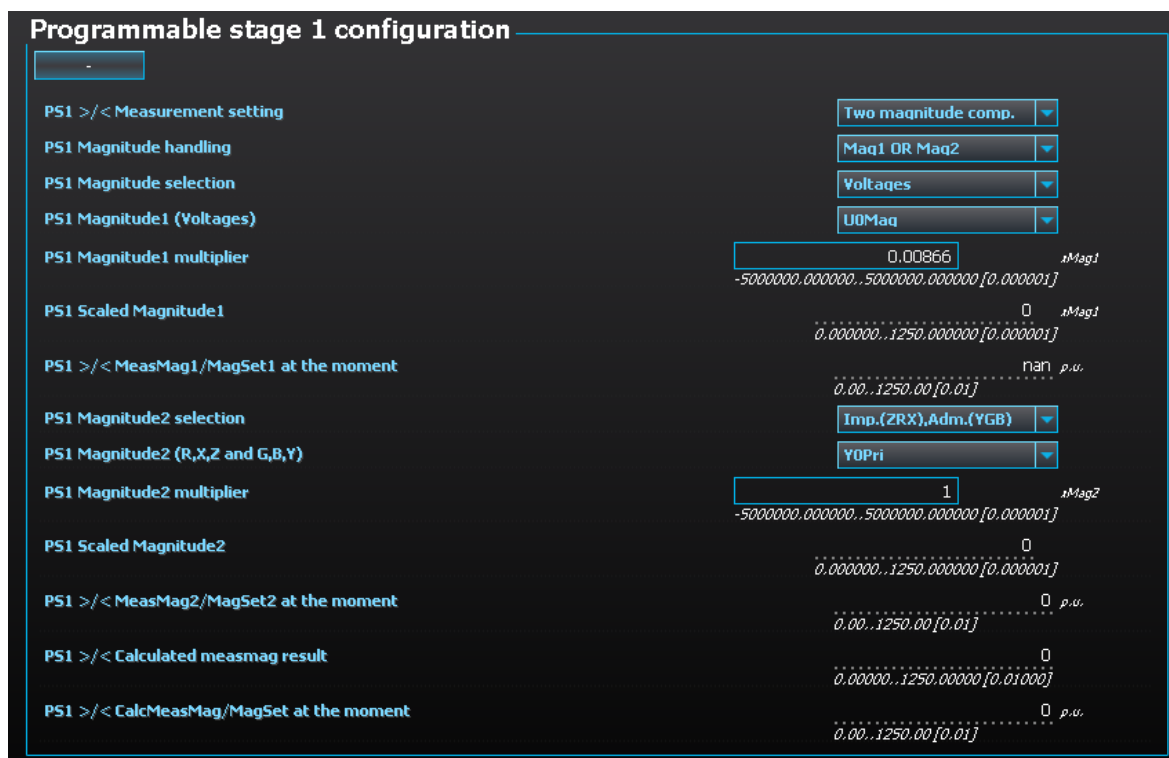 Programmable stage 1 configuration
-
PS1 >/< Measurement setting Two magnitude comp.
PS1 Magnitude handling Mag1 OR Mag2
PS1 Magnitude selection Voltages
PS1 Magnitude1 (Voltages) U0Mag
PS1 Magnitude1 multiplier 0.00866 xMag1
-5000000.000000..5000000.000000 [0.000001]
PS1 Scaled Magnitude1 0 xMag1
0.000000..1250.000000 [0.000001]
PS1 >/< MeasMag1/MagSet1 at the moment nan p.u.
0.00..1250.00 [0.01]
PS1 Magnitude2 selection Imp.(ZRX),Adm.(YGB)
PS1 Magnitude2 (R,X,Z and G,B,Y) Y0Pri
PS1 Magnitude2 multiplier 1 xMag2
-5000000.000000..5000000.000000 [0.000001]
PS1 Scaled Magnitude2 0
0.000000..1250.000000 [0.000001]
PS1 >/< MeasMag2/MagSet2 at the moment 0 p.u.
0.00..1250.00 [0.01]
PS1 >/< Calculated measmag result 0
0.00000..1250.00000 [0.01000]
PS1 >/< CalcMeasMag/MagSet at the moment 0 p.u.
0.00..1250.00 [0.01]